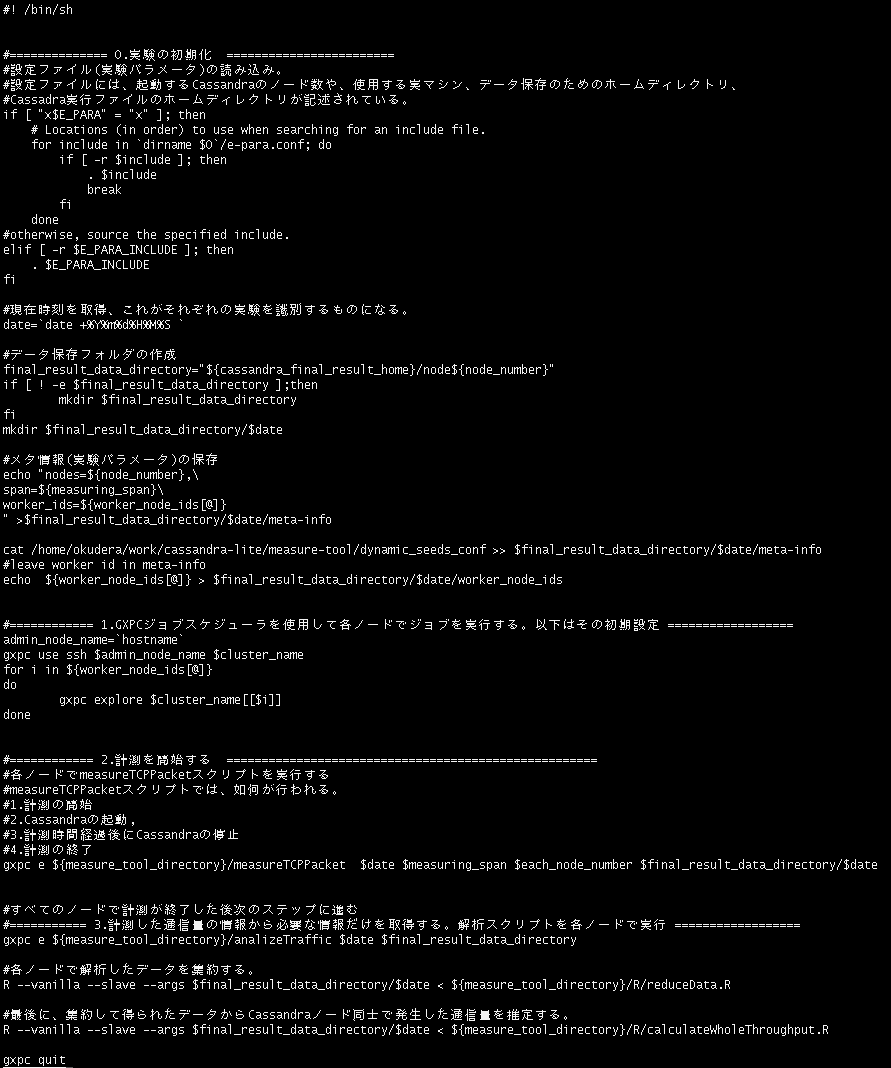 #! /bin/sh
#============== 0.実験の初期化 ========================
#設定ファイル(実験パラメータ)の読み込み。
#設定ファイルには、起動するCassandraのノード数や、使用する実マシン、データ保存のためのホームディレクトリ、
#Cassadra実行ファイルのホームディレクトリが記述されている。
if [ "x$E_PARA" = "x" ]; then
# Locations (in order) to use when searching for an include file.
for include in `dirname $0`/e-para.conf; do
if [ -r $include ]; then
. $include
break
fi
done
#otherwise, source the specified include.
elif [ -r $E_PARA_INCLUDE ]; then
. $E_PARA_INCLUDE
fi
#現在時刻を取得、これがそれぞれの実験を識別するものになる。
date=`date +%Y%m%d%H%M%S `
#データ保存フォルダの作成
final_result_data_directory="${cassandra_final_result_home}/node${node_number}"
if [ ! -e $final_result_data_directory ];then
mkdir $final_result_data_directory
fi
mkdir $final_result_data_directory/$date
#メタ情報(実験パラメータ)の保存
echo "nodes=${node_number},\
span=${measuring_span}\
worker_ids=${worker_node_ids[@]}
" >$final_result_data_directory/$date/meta-info
cat /home/okudera/work/cassandra-lite/measure-tool/dynamic_seeds_conf >> $final_result_data_directory/$date/meta-info
#leave worker id in meta-info
echo  ${worker_node_ids[@]} > $final_result_data_directory/$date/worker_node_ids
#============ 1.GXPCジョブスケジューラを使用して各ノードでジョブを実行する。以下はその初期設定 ==================
admin_node_name=`hostname`
gxpc use ssh $admin_node_name $cluster_name
for i in ${worker_node_ids[@]}
do
gxpc explore $cluster_name[[$i]]
done
#============ 2.計測を開始する =====================================================
#各ノードでmeasureTCPPacketスクリプトを実行する
#measureTCPPacketスクリプトでは、如何が行われる。
#1.計測の開始
#2.Cassandraの起動,
#3.計測時間経過後にCassandraの停止
#4.計測の終了
gxpc e ${measure_tool_directory}/measureTCPPacket  $date $measuring_span $each_node_number $final_result_data_directory/$date
#すべてのノードで計測が終了した後次のステップに進む
#=========== 3.計測した通信量の情報から必要な情報だけを取得する。解析スクリプトを各ノードで実行 ==================
gxpc e ${measure_tool_directory}/analizeTraffic $date $final_result_data_directory
#各ノードで解析したデータを集約する。
R --vanilla --slave --args $final_result_data_directory/$date < ${measure_tool_directory}/R/reduceData.R
#最後に、集約して得られたデータからCassandraノード同士で発生した通信量を推定する。
R --vanilla --slave --args $final_result_data_directory/$date < ${measure_tool_directory}/R/calculateWholeThroughput.R
gxpc quit